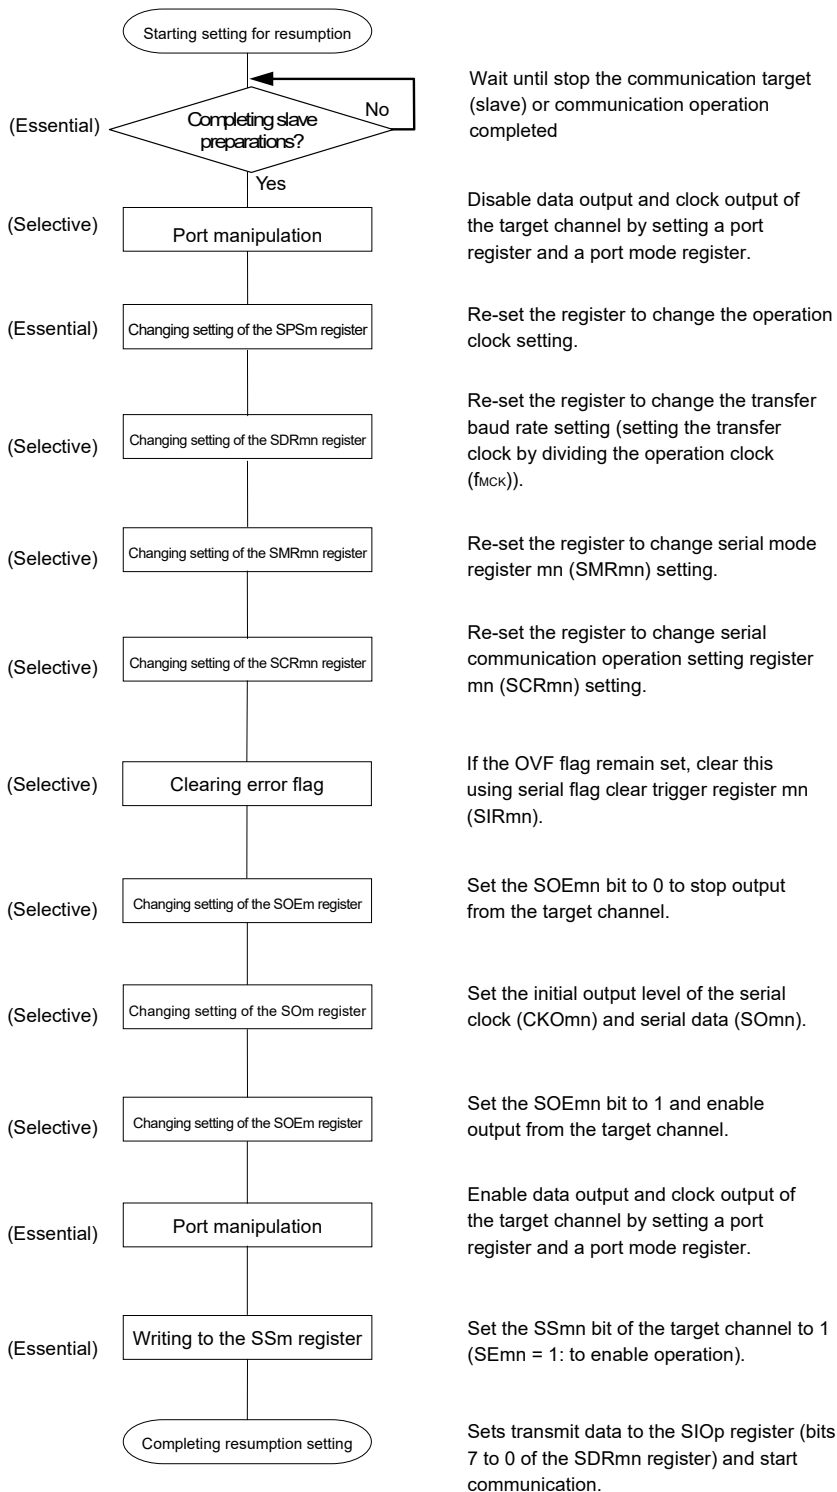 Starting setting for resumption
Wait until stop the communication target
(slave) or communication operation
completed
(Essential)
Completing slave
preparations?
No
Yes
(Selective)
Port manipulation
Disable data output and clock output of
the target channel by setting a port
register and a port mode register.
(Essential)
Changing setting of the SPSm register
Re-set the register to change the operation
clock setting.
(Selective)
Changing setting of the SDRmn register
Re-set the register to change the transfer
baud rate setting (setting the transfer
clock by dividing the operation clock
(fMCK)).
(Selective)
Changing setting of the SMRmn register
Re-set the register to change serial mode
register mn (SMRmn) setting.
(Selective)
Changing setting of the SCRmn register
Re-set the register to change serial
communication operation setting register
mn (SCRmn) setting.
(Selective)
Clearing error flag
If the OVF flag remain set, clear this
using serial flag clear trigger register mn
(SIRmn).
(Selective)
Changing setting of the SOEm register
Set the SOEmn bit to 0 to stop output
from the target channel.
(Selective)
Changing setting of the SOm register
Set the initial output level of the serial
clock (CKOmn) and serial data (SOmn).
(Selective)
Changing setting of the SOEm register
Set the SOEmn bit to 1 and enable
output from the target channel.
(Essential)
Port manipulation
Enable data output and clock output of
the target channel by setting a port
register and a port mode register.
(Essential)
Writing to the SSm register
Set the SSmn bit of the target channel to 1
(SEmn = 1: to enable operation).
Completing resumption setting
Sets transmit data to the SIOp register (bits
7 to 0 of the SDRmn register) and start
communication.